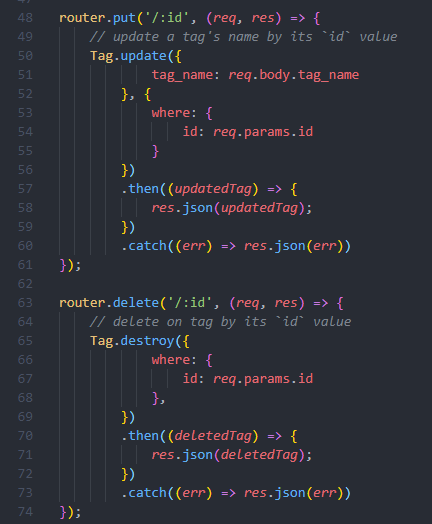 48 router.put('/:id', (req, res) => {
49     // update a tag's name by its `id` value
50     Tag.update({
51             tag_name: req.body.tag_name
52         }, {
53             where: {
54                 id: req.params.id
55             }
56         })
57         .then((updatedTag) => {
58             res.json(updatedTag);
59         })
60         .catch((err) => res.json(err))
61 });
62
63 router.delete('/:id', (req, res) => {
64     // delete on tag by its `id` value
65     Tag.destroy({
66             where: {
67                 id: req.params.id
68             },
69         })
70         .then((deletedTag) => {
71             res.json(deletedTag);
72         })
73         .catch((err) => res.json(err))
74 });